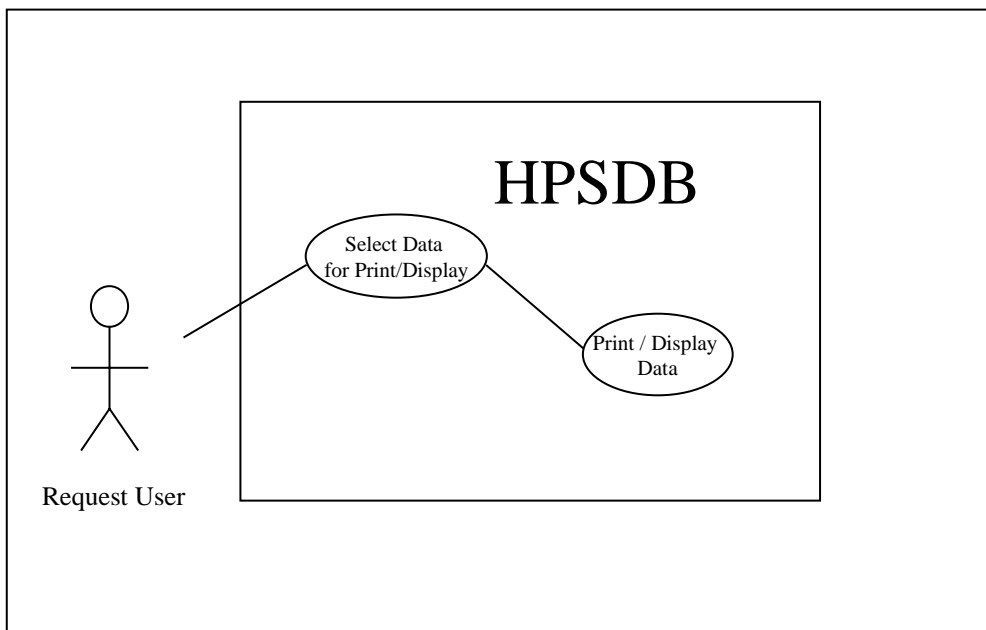 HPSDB
Select Data
for Print/Display
Print / Display
Data
Request User